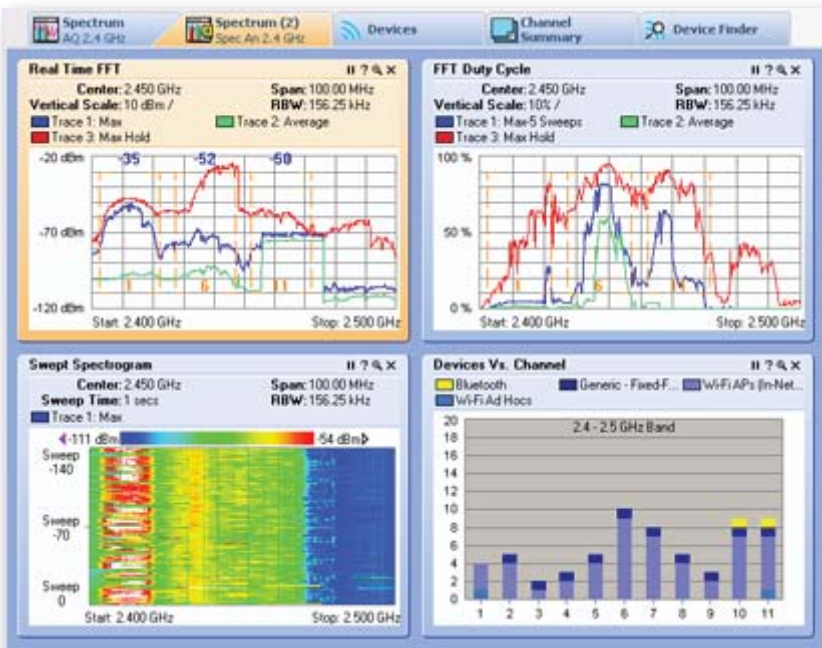 Spectrum
AQ 2.4 GHz
Spectrum (2)
Spec An 2.4 GHz
Devices
Channel
Summary
Device Finder
Real Time FFT
Center: 2.450 GHz Span: 100.00 MHz
Vertical Scale: 10 dBm / RBW: 156.25 kHz
Trace 1: Max Trace 2: Average
Trace 3: Max Hold
-20 dBm
-35 -52 -50
-70 dBm
1 6 11
-120 dBm
Start: 2.400 GHz Stop: 2.500 GHz
FFT Duty Cycle
Center: 2.450 GHz Span: 100.00 MHz
Vertical Scale: 10% / RBW: 156.25 kHz
Trace 1: Max-5 Sweeps Trace 2: Average
Trace 3: Max Hold
100 %
50 %
1 6
0 %
Start: 2.400 GHz Stop: 2.500 GHz
Swept Spectrogram
Center: 2.450 GHz Span: 100.00 MHz
Sweep Time: 1 secs RBW: 156.25 kHz
Trace 1: Max
-111 dBm -54 dBm
Sweep
-140
Sweep
-70
Sweep
0
Start: 2.400 GHz Stop: 2.500 GHz
Devices Vs. Channel
Bluetooth Generic - Fixed-F... Wi-Fi APs (In-Net...
Wi-Fi Ad Hocs
2.4 - 2.5 GHz Band
20
18
16
14
12
10
8
6
4
2
0
1 2 3 4 5 6 7 8 9 10 11